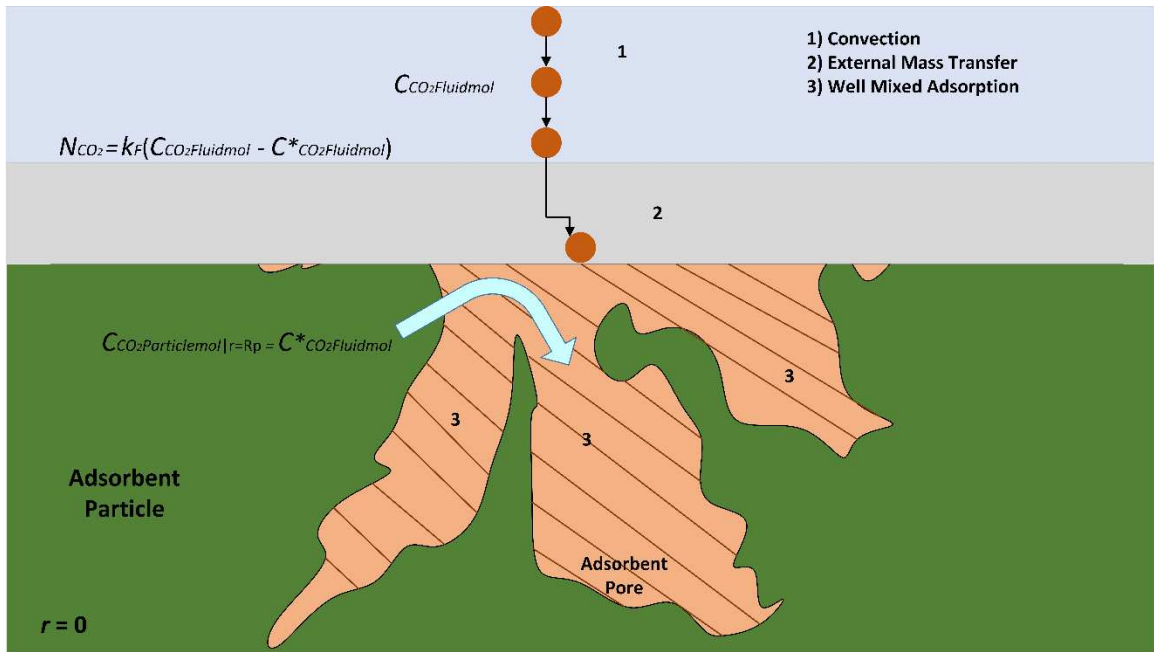 1
1) Convection
2) External Mass Transfer
3) Well Mixed Adsorption
CCO2Fluidmol
NCO2 = kF(CCO2Fluidmol - C*CO2Fluidmol)
2
CCO2Particlemol|r=Rp = C*CO2Fluidmol
3
3
3
Adsorbent
Particle
Adsorbent
Pore
r = 0